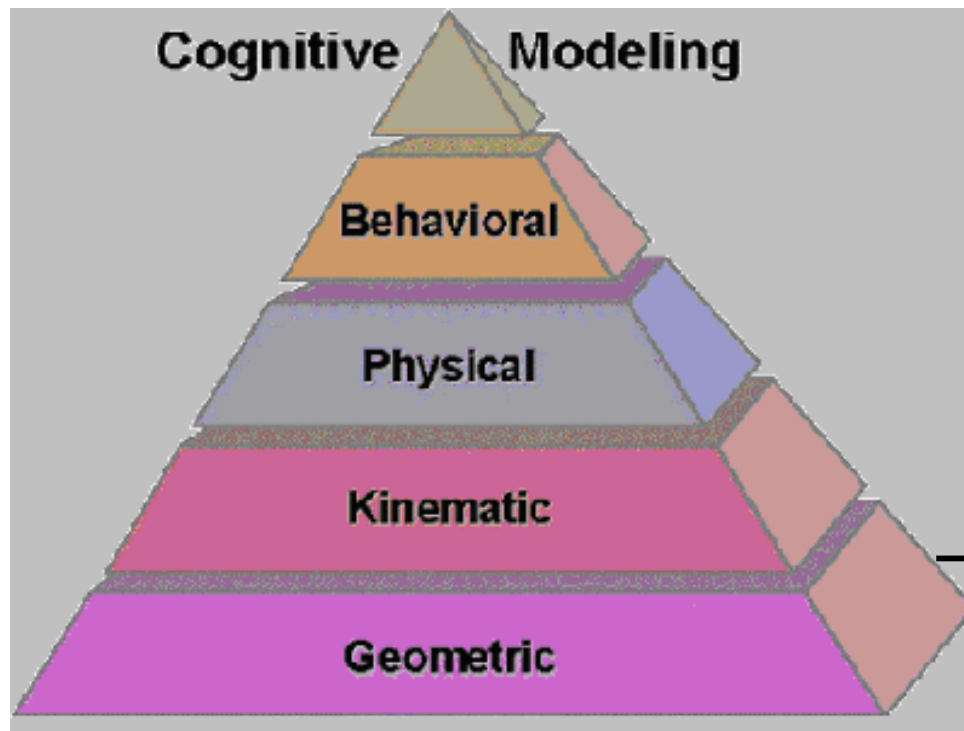 Cognitive Modeling
Behavioral
Physical
Kinematic
Geometric